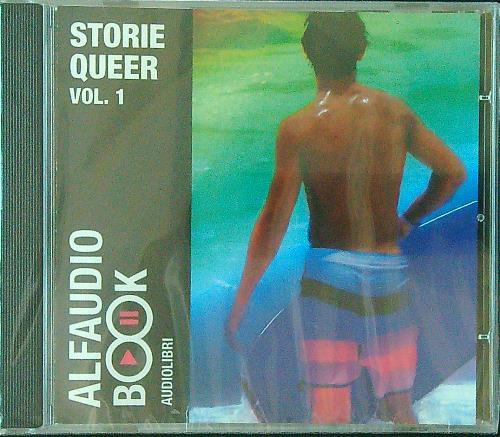 STORIE
QUEER
VOL. 1
ALFAUDIO
BOOK
AUDIOLIBRI